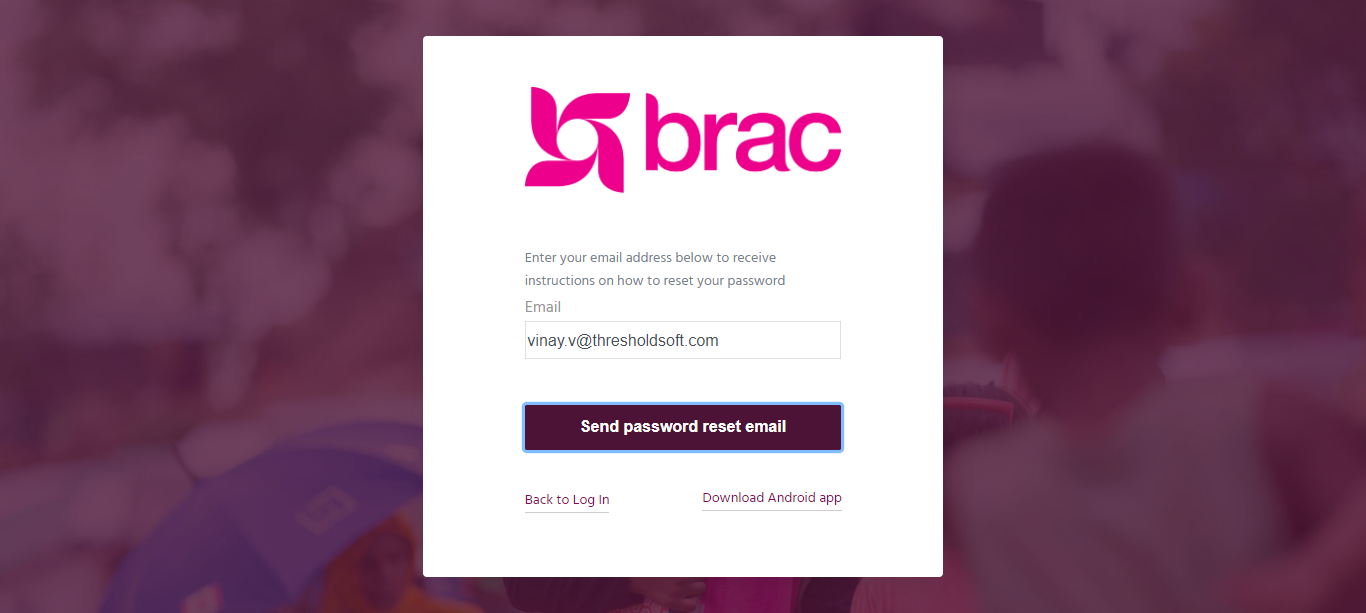 brac
Enter your email address below to receive
instructions on how to reset your password
Email
vinay.v@thresholdsoft.com
Send password reset email
Back to Log In
Download Android app